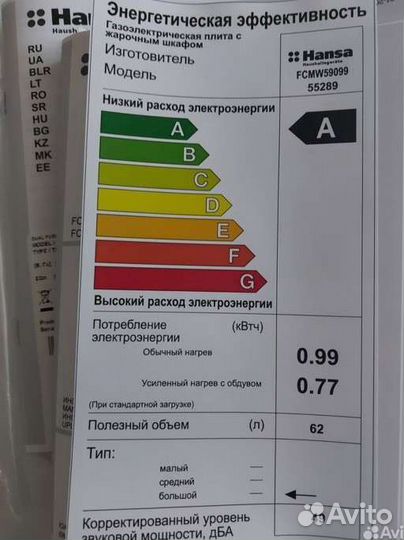 Hansa
Haushaltsgeräte
RU
UA
BLR
LT
RO
SR
HU
BG
KZ
MK
EE
Энергетическая эффективность
Газоэлектрическая плита с
жарочным шкафом
Изготовитель
Hansa
Haushaltsgeräte
Модель
FCMW59099
55289
Низкий расход электроэнергии
A
B
C
D
E
F
G
A
Высокий расход электроэнергии
Потребление (кВтч)
электроэнергии
Обычный нагрев 0.99
Усиленный нагрев с обдувом 0.77
(При стандартной загрузке)
Полезный объем (л) 62
Тип:
малый —
средний —
большой —
Корректированный уровень
звуковой мощности, дБА
Avito
Avito